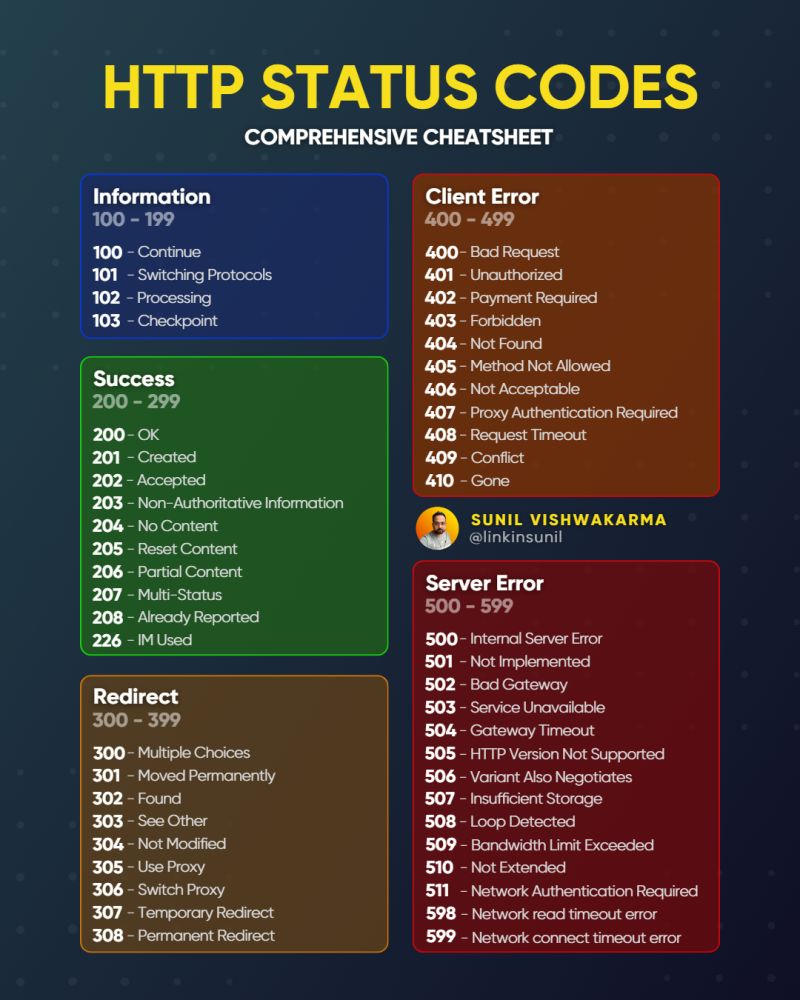 HTTP STATUS CODES
COMPREHENSIVE CHEATSHEET
Information
100 - 199
100 - Continue
101 - Switching Protocols
102 - Processing
103 - Checkpoint
Success
200 - 299
200 - OK
201 - Created
202 - Accepted
203 - Non-Authoritative Information
204 - No Content
205 - Reset Content
206 - Partial Content
207 - Multi-Status
208 - Already Reported
226 - IM Used
Redirect
300 - 399
300 - Multiple Choices
301 - Moved Permanently
302 - Found
303 - See Other
304 - Not Modified
305 - Use Proxy
306 - Switch Proxy
307 - Temporary Redirect
308 - Permanent Redirect
Client Error
400 - 499
400 - Bad Request
401 - Unauthorized
402 - Payment Required
403 - Forbidden
404 - Not Found
405 - Method Not Allowed
406 - Not Acceptable
407 - Proxy Authentication Required
408 - Request Timeout
409 - Conflict
410 - Gone
SUNIL VISHWAKARMA
@linkinsunil
Server Error
500 - 599
500 - Internal Server Error
501 - Not Implemented
502 - Bad Gateway
503 - Service Unavailable
504 - Gateway Timeout
505 - HTTP Version Not Supported
506 - Variant Also Negotiates
507 - Insufficient Storage
508 - Loop Detected
509 - Bandwidth Limit Exceeded
510 - Not Extended
511 - Network Authentication Required
598 - Network read timeout error
599 - Network connect timeout error